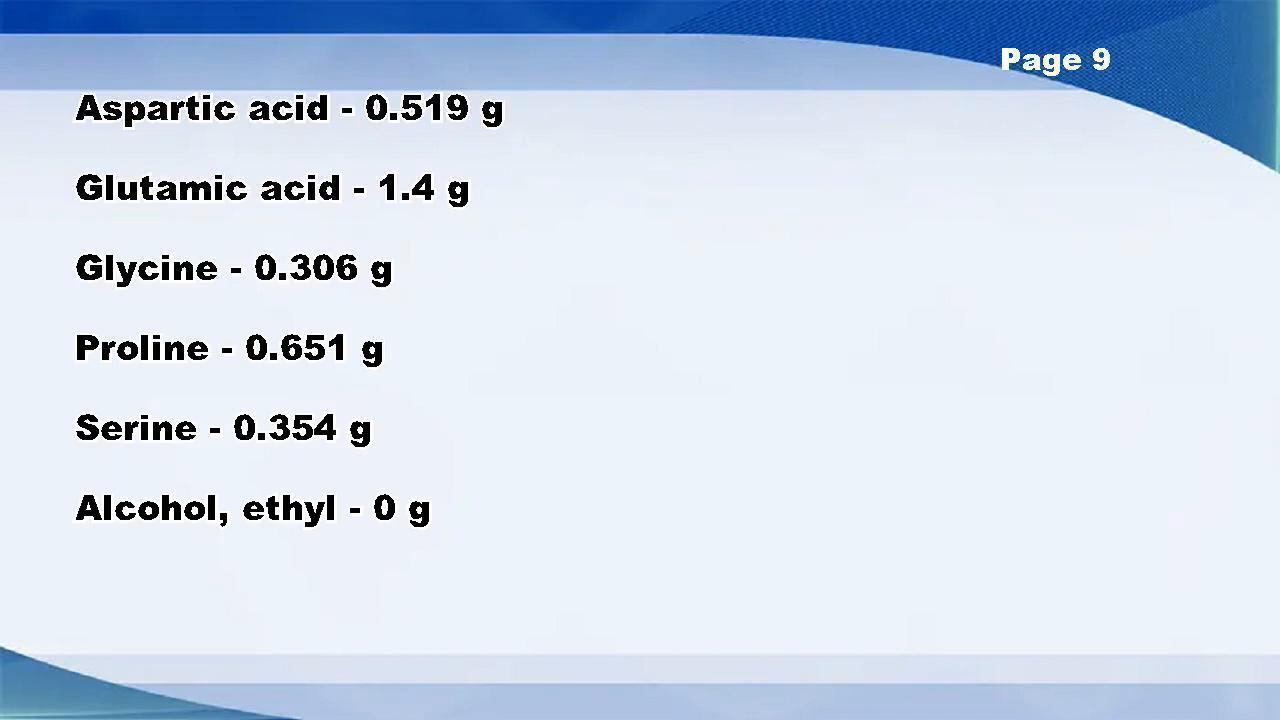 Page 9
Aspartic acid - 0.519 g
Glutamic acid - 1.4 g
Glycine - 0.306 g
Proline - 0.651 g
Serine - 0.354 g
Alcohol, ethyl - 0 g